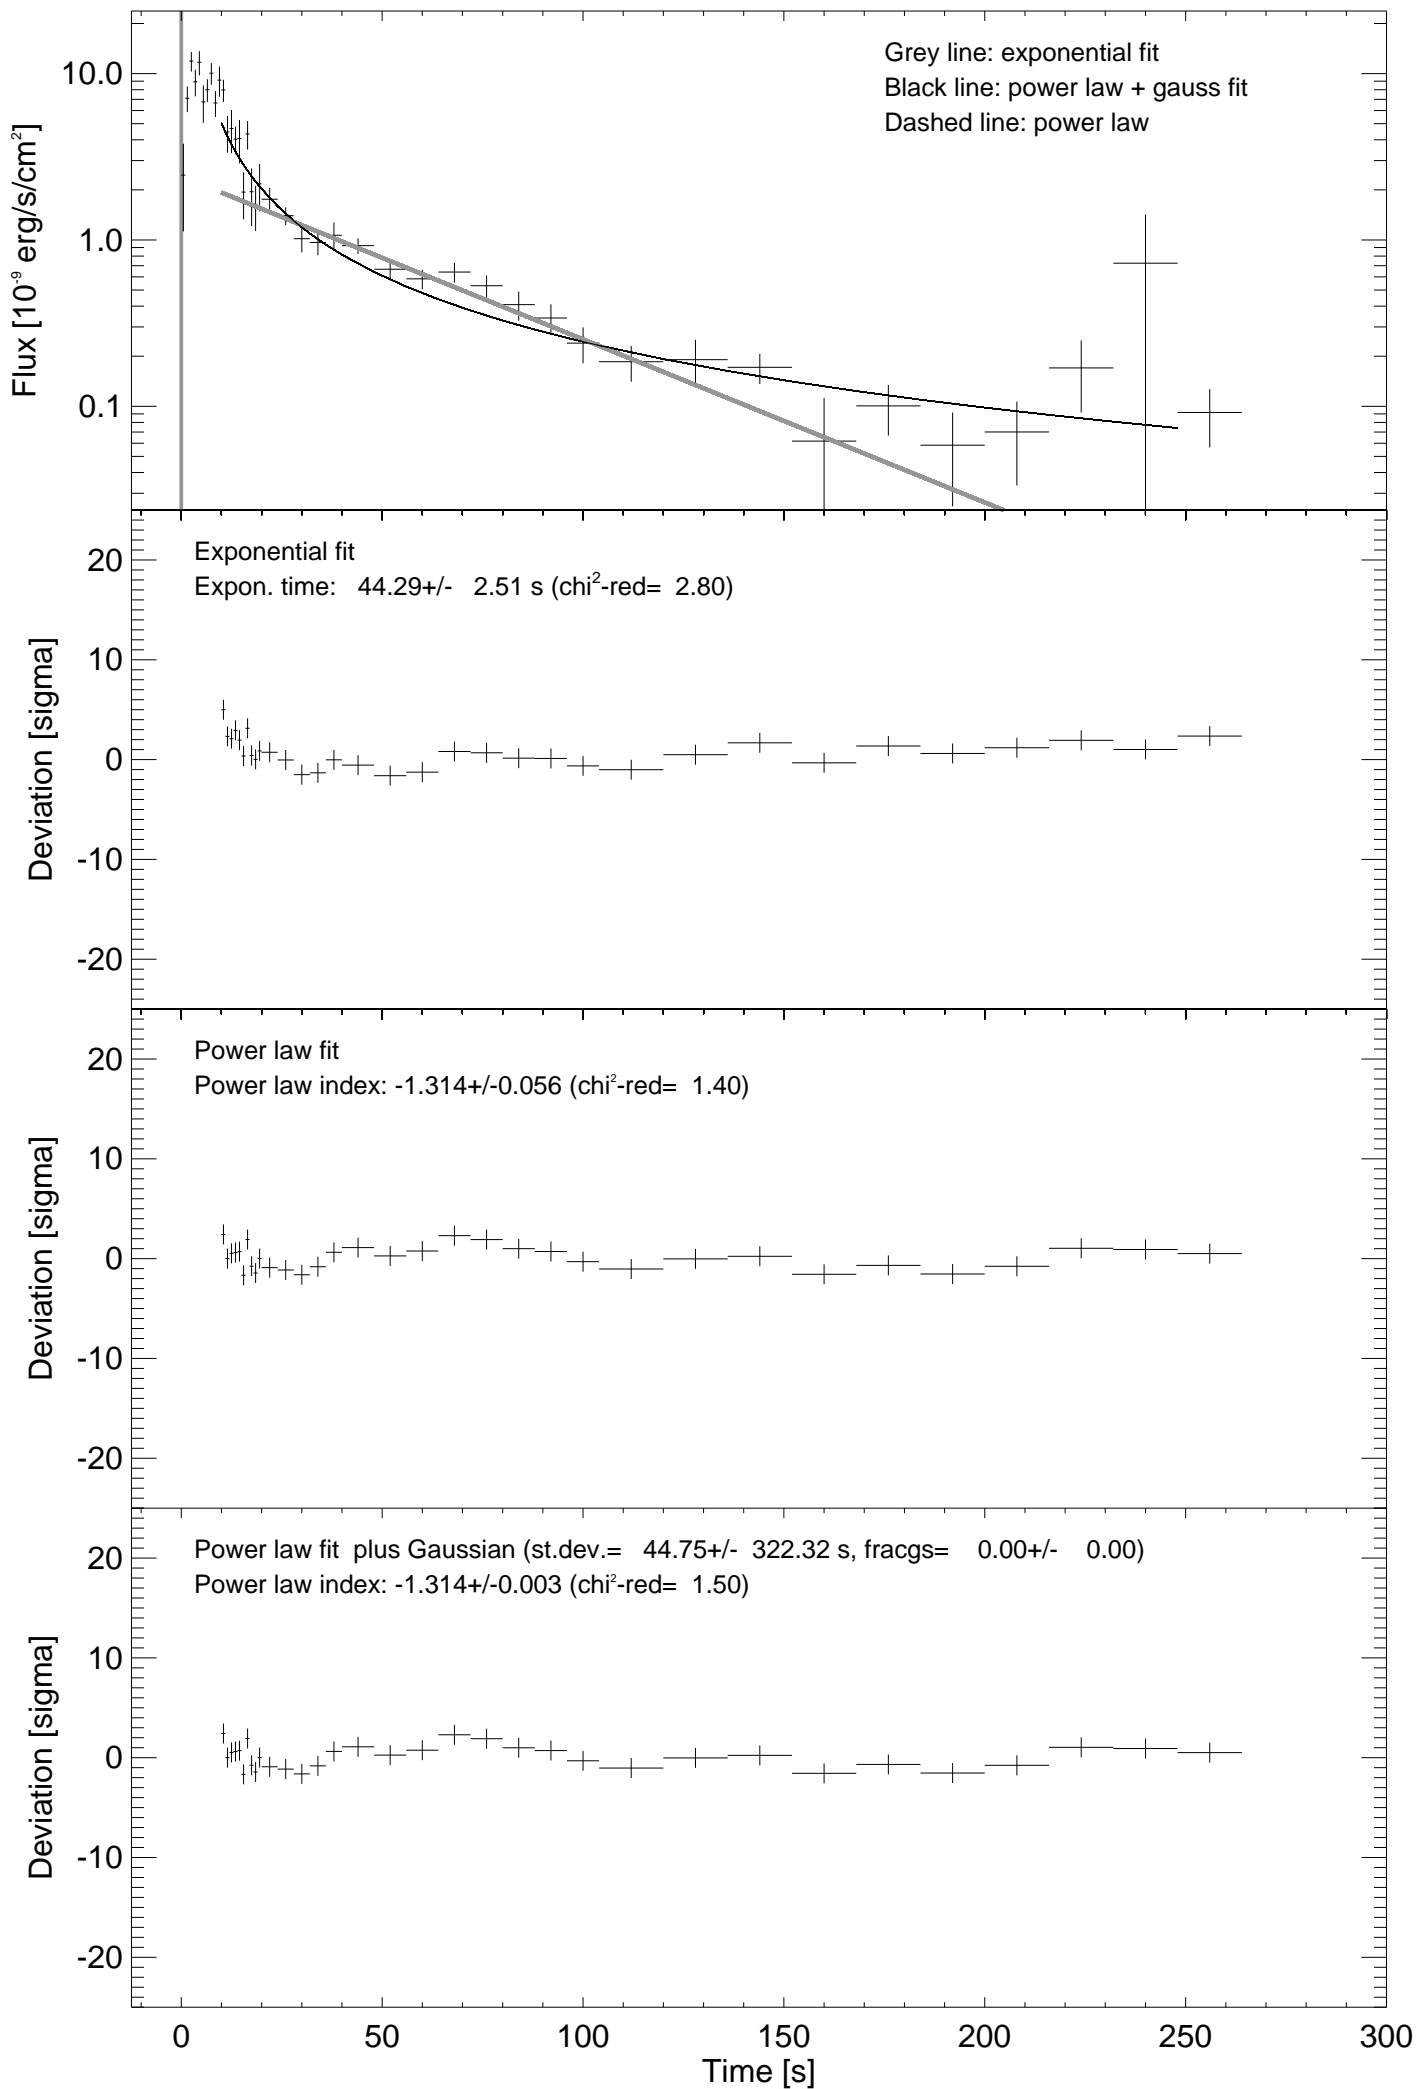 Grey line: exponential fit
Black line: power law + gauss fit
Dashed line: power law
10.0
1.0
0.1
Flux [10⁻⁹ erg/s/cm²]
Exponential fit
Expon. time: 44.29+/- 2.51 s (chi²-red= 2.80)
20
10
0
-10
-20
Deviation [sigma]
Power law fit
Power law index: -1.314+/-0.056 (chi²-red= 1.40)
20
10
0
-10
-20
Deviation [sigma]
Power law fit plus Gaussian (st.dev.= 44.75+/- 322.32 s, fracgs= 0.00+/- 0.00)
Power law index: -1.314+/-0.003 (chi²-red= 1.50)
20
10
0
-10
-20
Deviation [sigma]
0 50 100 150 200 250 300
Time [s]